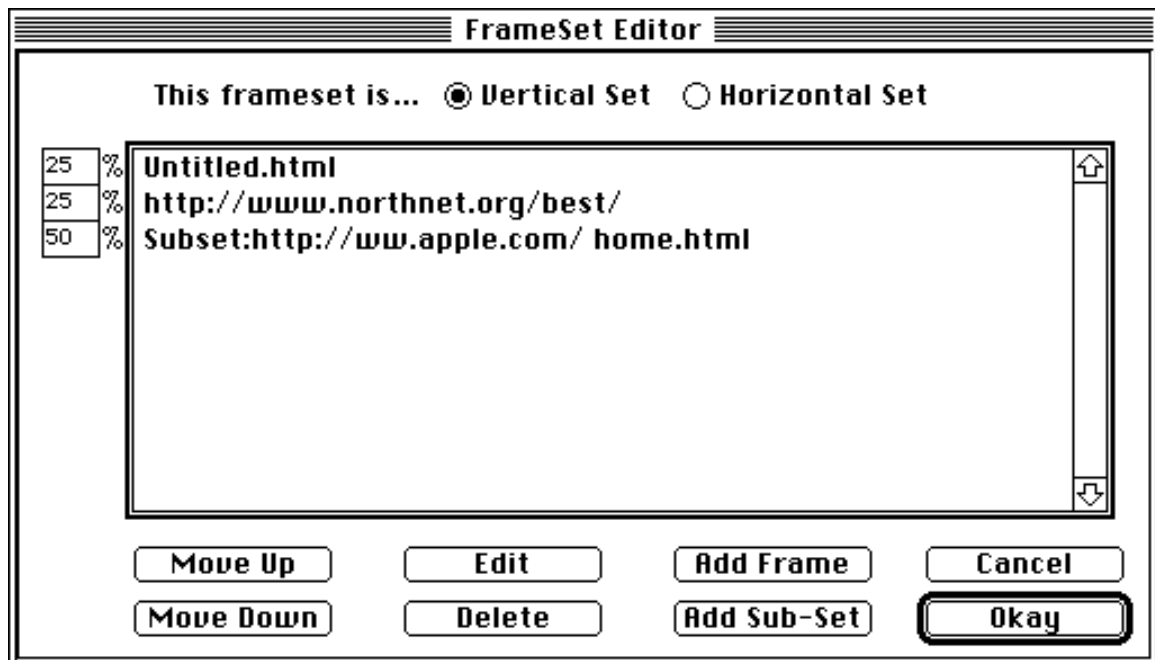 FrameSet Editor
This frameset is... Vertical Set Horizontal Set
25 % Untitled.html
25 % http://www.northnet.org/best/
50 % Subset:http://ww.apple.com/ home.html
Move Up Edit Add Frame Cancel
Move Down Delete Add Sub-Set Okay